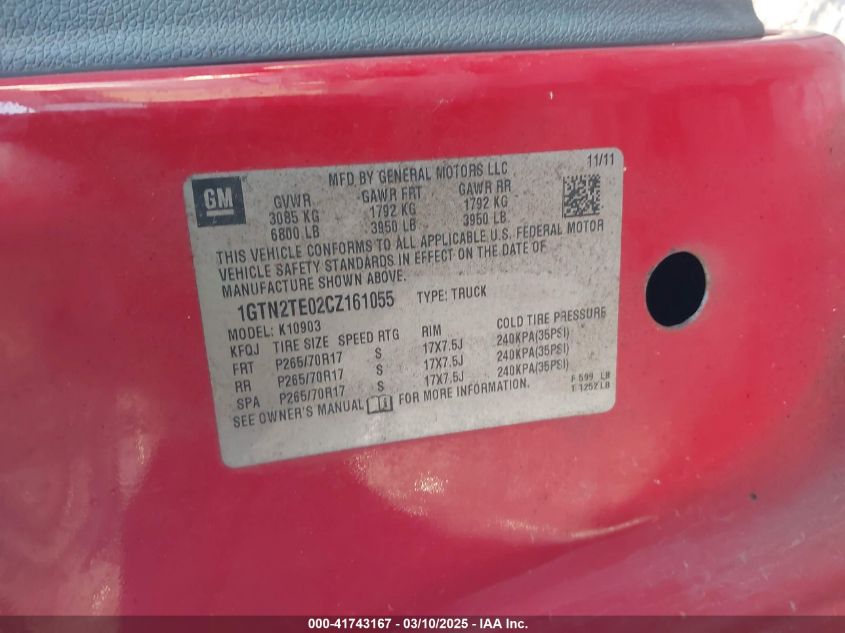 MFD BY GENERAL MOTORS LLC 11/11
GM
GVWR GAWR FRT GAWR RR
3085 KG 1792 KG 1792 KG
6800 LB 3950 LB 3950 LB
THIS VEHICLE CONFORMS TO ALL APPLICABLE U.S. FEDERAL MOTOR
VEHICLE SAFETY STANDARDS IN EFFECT ON THE DATE OF
MANUFACTURE SHOWN ABOVE.
1GTN2TE02CZ161055 TYPE: TRUCK
MODEL: K10903
KFQJ TIRE SIZE SPEED RTG RIM COLD TIRE PRESSURE
FRT P265/70R17 S 17X7.5J 240KPA(35PSI)
RR P265/70R17 S 17X7.5J 240KPA(35PSI)
SPA P265/70R17 S 17X7.5J 240KPA(35PSI)
SEE OWNER'S MANUAL FOR MORE INFORMATION.
F 599 LB
T 1252 LB
000-41743167 - 03/10/2025 - IAA Inc.